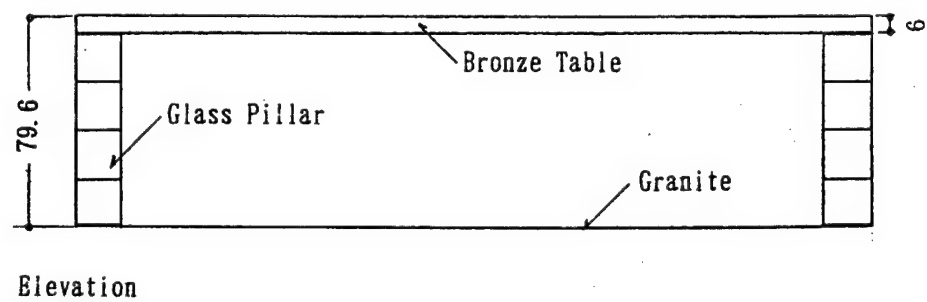 6
Bronze Table
79.6
Glass Pillar
Granite
Elevation